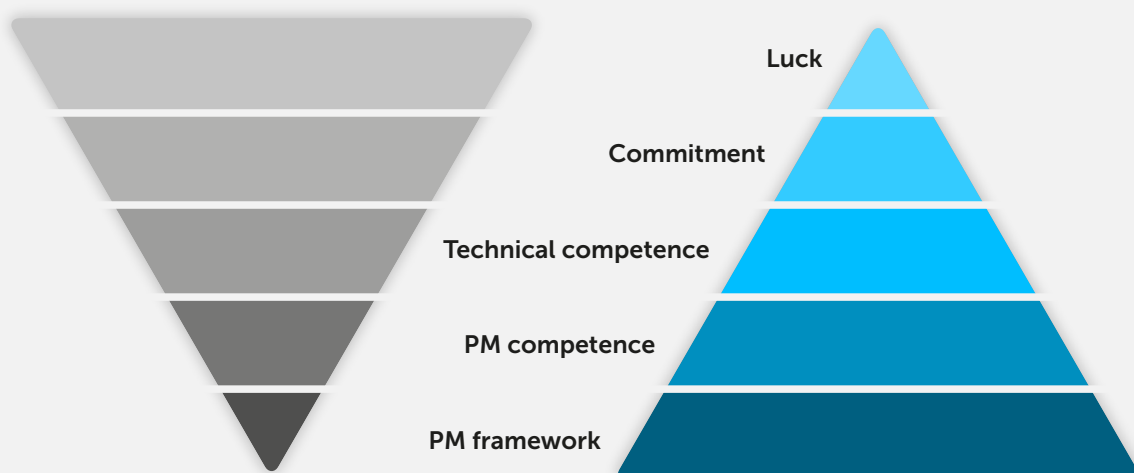 Luck
Commitment
Technical competence
PM competence
PM framework